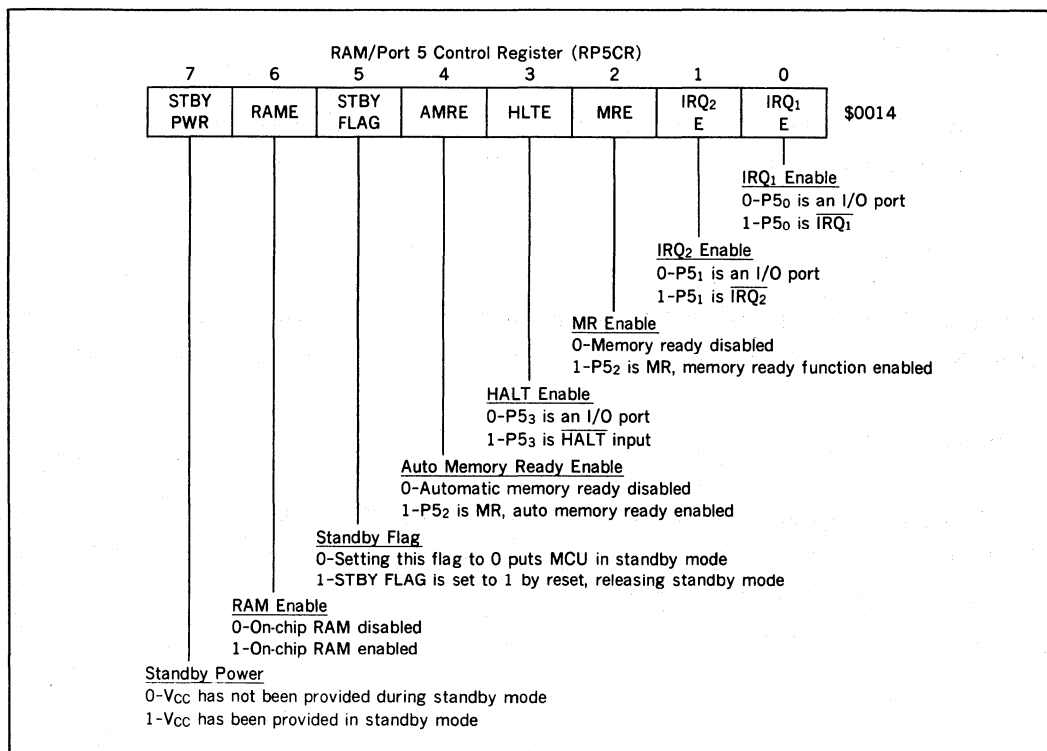 RAM/Port 5 Control Register (RP5CR)
7 6 5 4 3 2 1 0
STBY PWR RAME STBY FLAG AMRE HLTE MRE IRQ2 E IRQ1 E $0014
IRQ1 Enable
0-P50 is an I/O port
1-P50 is IRQ1
IRQ2 Enable
0-P51 is an I/O port
1-P51 is IRQ2
MR Enable
0-Memory ready disabled
1-P52 is MR, memory ready function enabled
HALT Enable
0-P53 is an I/O port
1-P53 is HALT input
Auto Memory Ready Enable
0-Automatic memory ready disabled
1-P52 is MR, auto memory ready enabled
Standby Flag
0-Setting this flag to 0 puts MCU in standby mode
1-STBY FLAG is set to 1 by reset, releasing standby mode
RAM Enable
0-On-chip RAM disabled
1-On-chip RAM enabled
Standby Power
0-VCC has not been provided during standby mode
1-VCC has been provided in standby mode